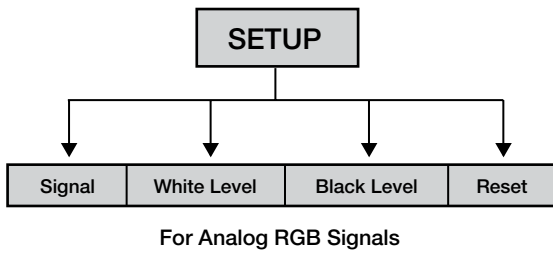 SETUP
Signal White Level Black Level Reset
For Analog RGB Signals